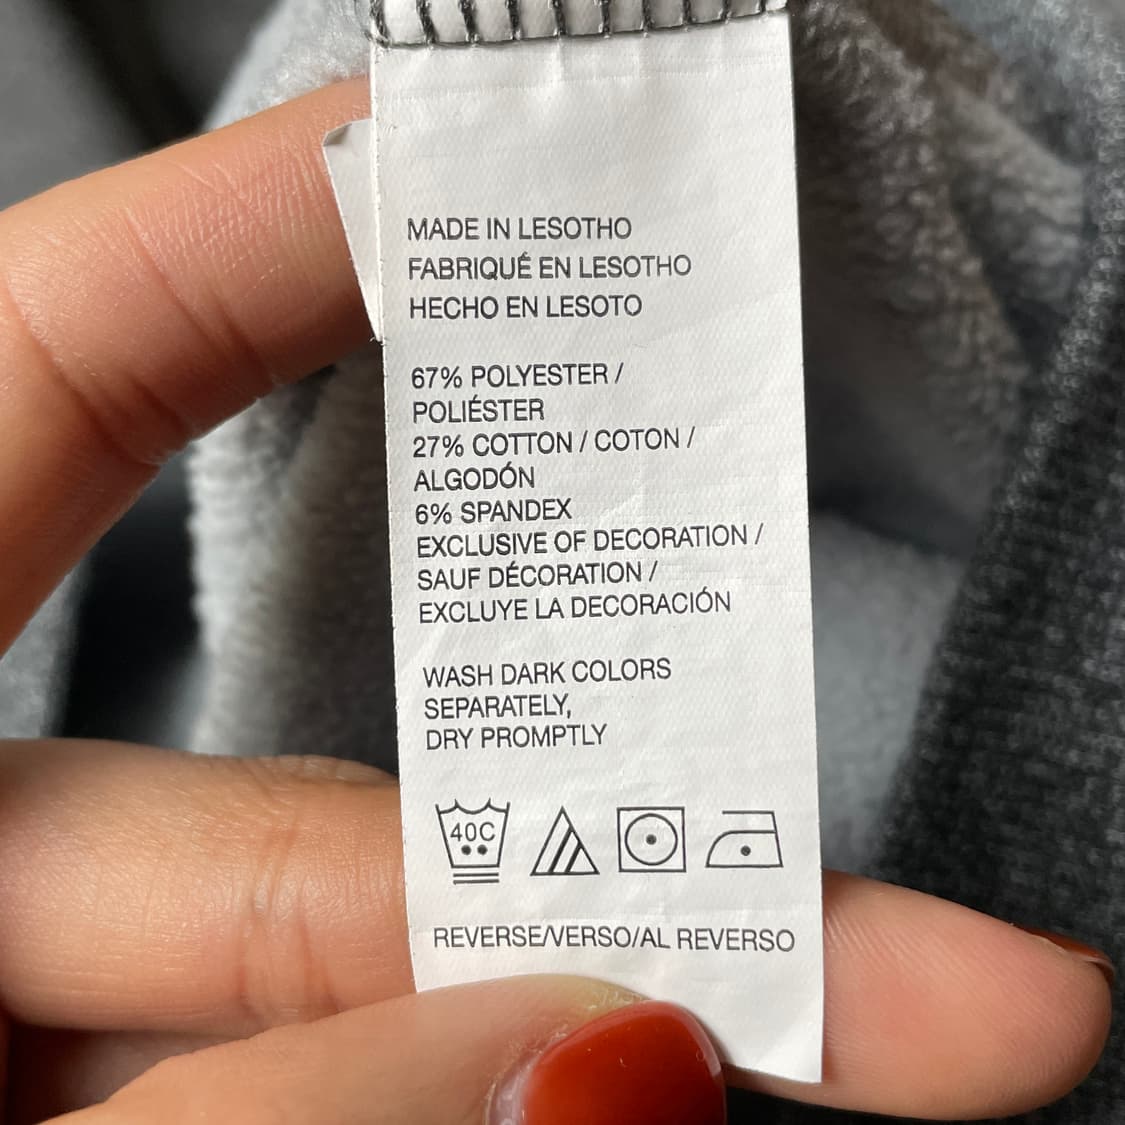 MADE IN LESOTHO
FABRIQUÉ EN LESOTHO
HECHO EN LESOTO
67% POLYESTER /
POLIÉSTER
27% COTTON / COTON /
ALGODÓN
6% SPANDEX
EXCLUSIVE OF DECORATION /
SAUF DÉCORATION /
EXCLUYE LA DECORACIÓN
WASH DARK COLORS
SEPARATELY,
DRY PROMPTLY
40C
REVERSE/VERSO/AL REVERSO